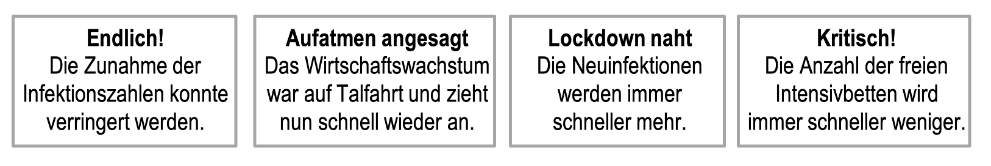 Endlich!
Die Zunahme der
Infektionszahlen konnte
verringert werden.
Aufatmen angesagt
Das Wirtschaftswachstum
war auf Talfahrt und zieht
nun schnell wieder an.
Lockdown naht
Die Neuinfektionen
werden immer
schneller mehr.
Kritisch!
Die Anzahl der freien
Intensivbetten wird
immer schneller weniger.